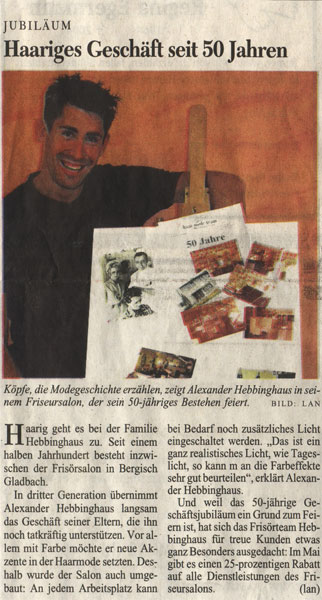 JUBILÄUM
Haariges Geschäft seit 50 Jahren
50 Jahre
Köpfe, die Modegeschichte erzählen, zeigt Alexander Hebbinghaus in sei-
nem Friseursalon, der sein 50-jähriges Bestehen feiert. BILD: LAN
Haarig geht es bei der Familie
Hebbinghaus zu. Seit einem
halben Jahrhundert besteht inzwi-
schen der Frisörsalon in Bergisch
Gladbach.
In dritter Generation übernimmt
Alexander Hebbinghaus langsam
das Geschäft seiner Eltern, die ihn
noch tatkräftig unterstützen. Vor al-
lem mit Farbe möchte er neue Ak-
zente in der Haarmode setzten. Des-
halb wurde der Salon auch umge-
baut: An jedem Arbeitsplatz kann
bei Bedarf noch zusätzliches Licht
eingeschaltet werden. „Das ist ein
ganz realistisches Licht, wie Tages-
licht, so kann m an die Farbeffekte
sehr gut beurteilen", erklärt Alexan-
der Hebbinghaus.
Und weil das 50-jährige Ge-
schäftsjubiläum ein Grund zum Fei-
ern ist, hat sich das Frisörteam Heb-
binghaus für treue Kunden etwas
ganz Besonders ausgedacht: Im Mai
gibt es einen 25-prozentigen Rabatt
auf alle Dienstleistungen des Fri-
seursalons. (lan)